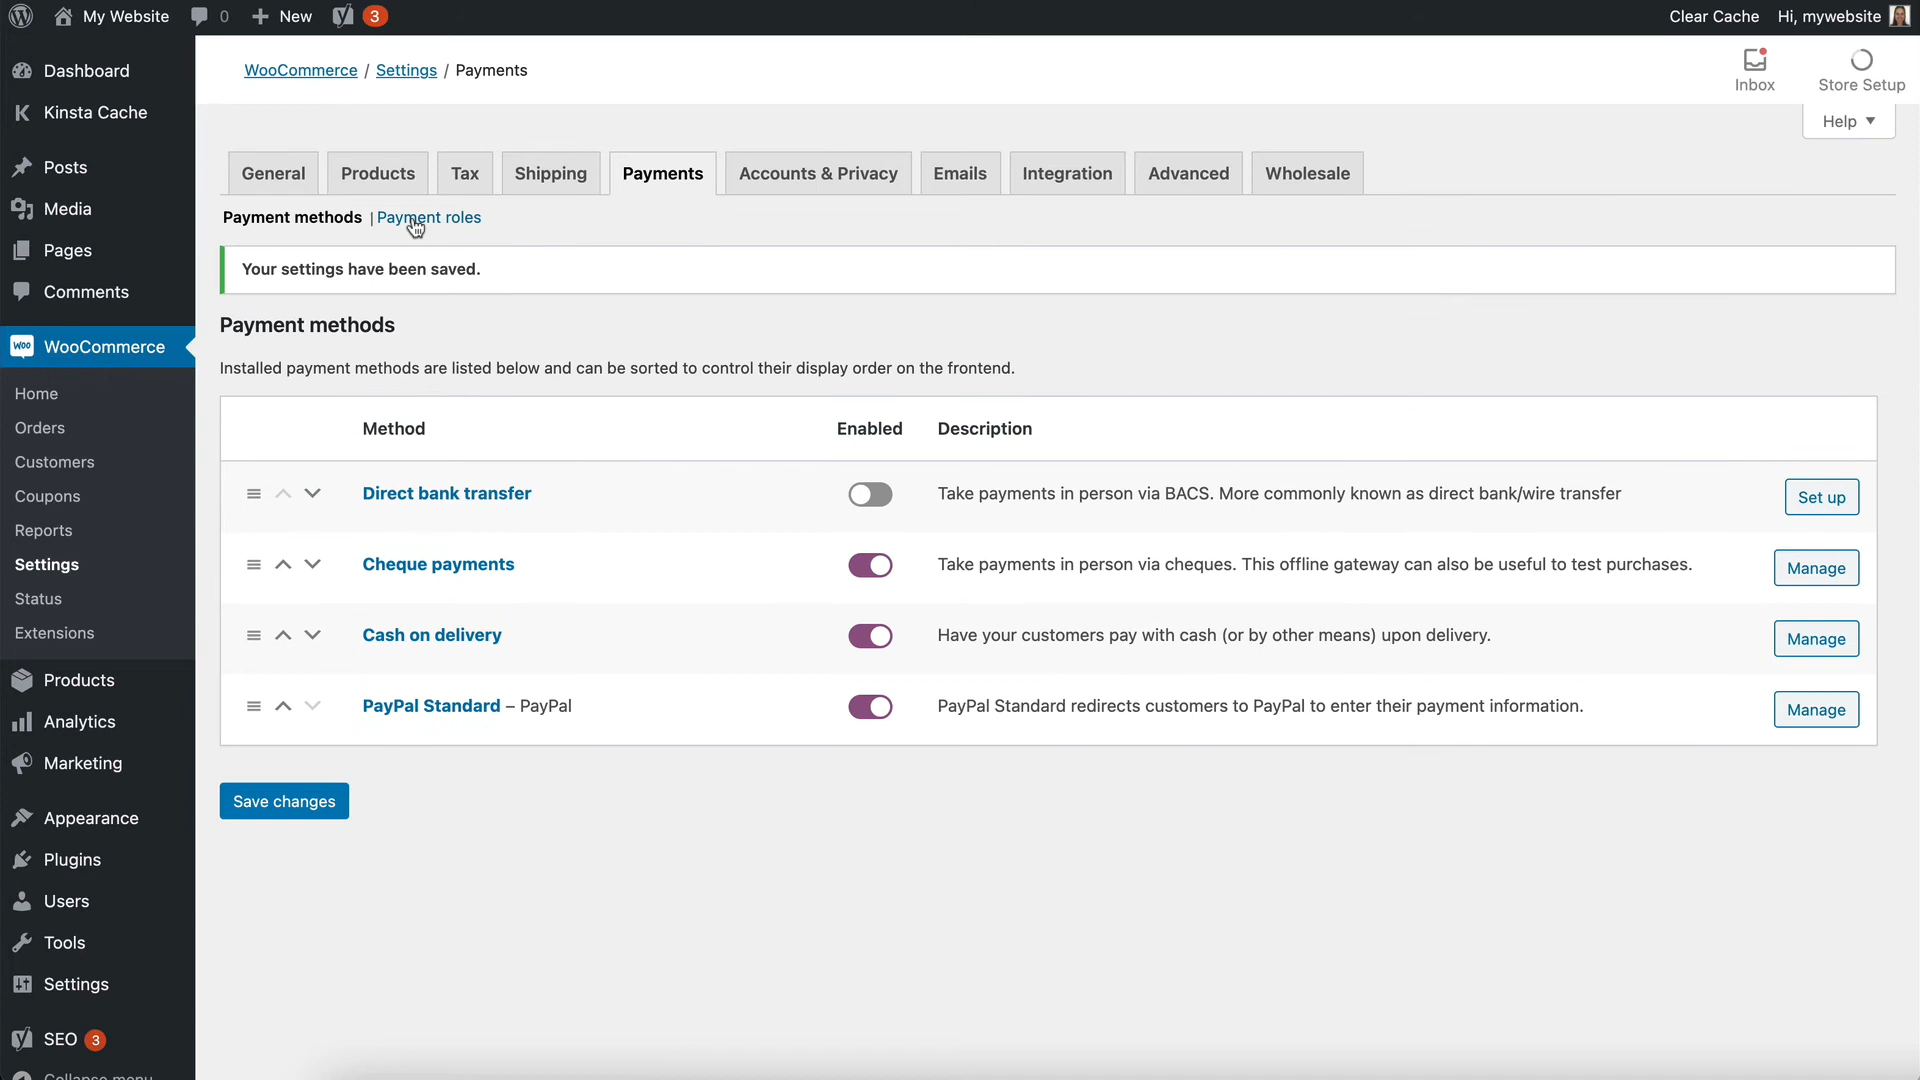 My Website 0 + New 3 Clear Cache Hi, mywebsite
Dashboard
Kinsta Cache
Posts
Media
Pages
Comments
WOO WooCommerce
Home
Orders
Customers
Coupons
Reports
Settings
Status
Extensions
Products
Analytics
Marketing
Appearance
Plugins
Users
Tools
Settings
SEO 3
Collapse menu
WooCommerce / Settings / Payments
Inbox
Store Setup
Help
General Products Tax Shipping Payments Accounts & Privacy Emails Integration Advanced Wholesale
Payment methods | Payment roles
Your settings have been saved.
Payment methods
Installed payment methods are listed below and can be sorted to control their display order on the frontend.
Method Enabled Description
Direct bank transfer Take payments in person via BACS. More commonly known as direct bank/wire transfer Set up
Cheque payments Take payments in person via cheques. This offline gateway can also be useful to test purchases. Manage
Cash on delivery Have your customers pay with cash (or by other means) upon delivery. Manage
PayPal Standard – PayPal PayPal Standard redirects customers to PayPal to enter their payment information. Manage
Save changes